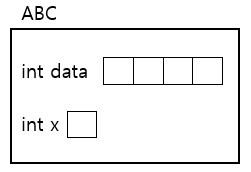 ABC
int data
int x